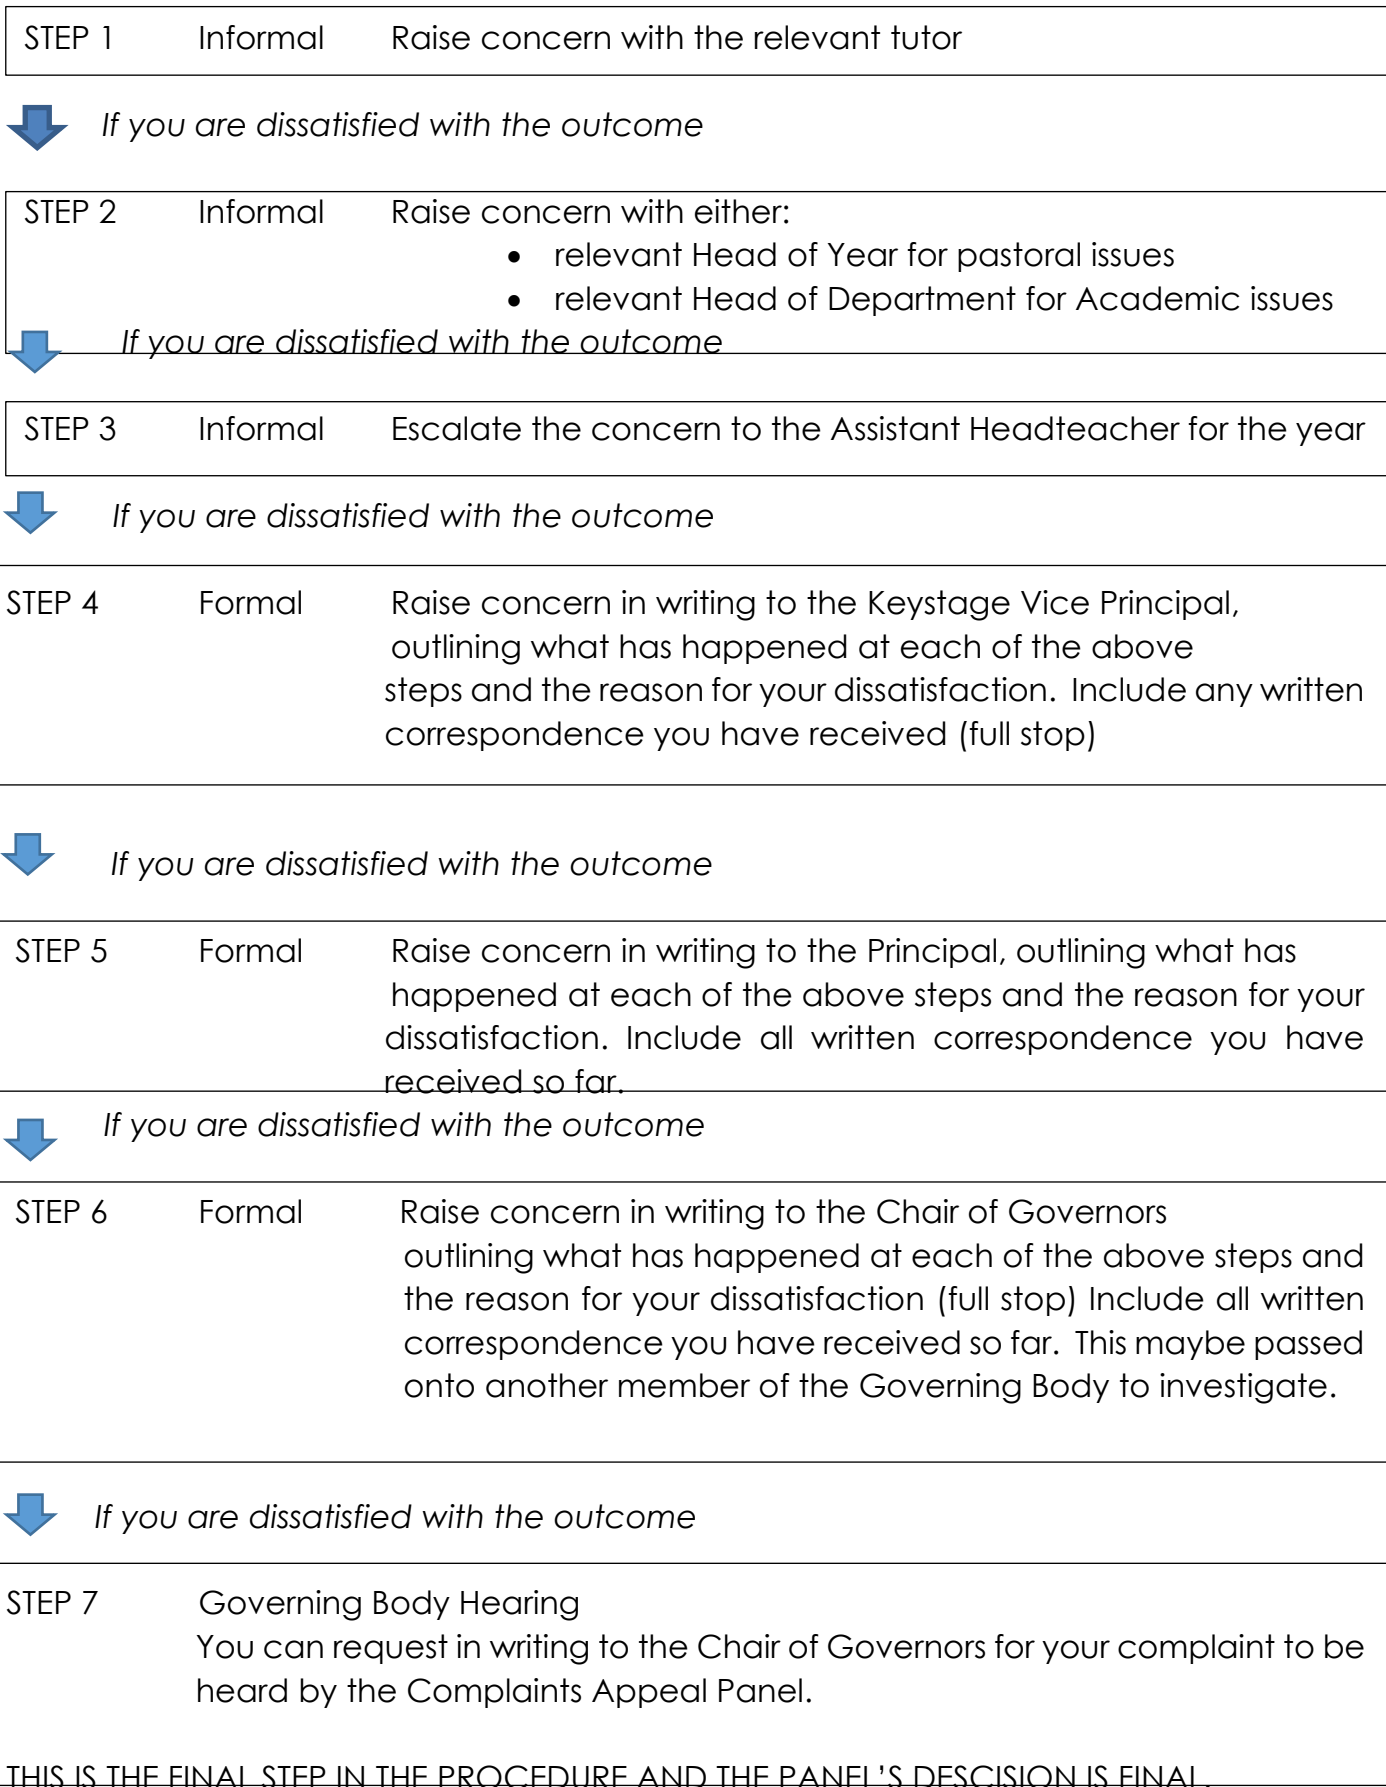 STEP 1 Informal Raise concern with the relevant tutor
If you are dissatisfied with the outcome
STEP 2 Informal Raise concern with either:
• relevant Head of Year for pastoral issues
• relevant Head of Department for Academic issues
If you are dissatisfied with the outcome
STEP 3 Informal Escalate the concern to the Assistant Headteacher for the year
If you are dissatisfied with the outcome
STEP 4 Formal Raise concern in writing to the Keystage Vice Principal,
outlining what has happened at each of the above
steps and the reason for your dissatisfaction. Include any written
correspondence you have received (full stop)
If you are dissatisfied with the outcome
STEP 5 Formal Raise concern in writing to the Principal, outlining what has
happened at each of the above steps and the reason for your
dissatisfaction. Include all written correspondence you have
received so far.
If you are dissatisfied with the outcome
STEP 6 Formal Raise concern in writing to the Chair of Governors
outlining what has happened at each of the above steps and
the reason for your dissatisfaction (full stop) Include all written
correspondence you have received so far. This maybe passed
onto another member of the Governing Body to investigate.
If you are dissatisfied with the outcome
STEP 7 Governing Body Hearing
You can request in writing to the Chair of Governors for your complaint to be
heard by the Complaints Appeal Panel.
THIS IS THE FINAL STEP IN THE PROCEDURE AND THE PANEL'S DESCISION IS FINAL.